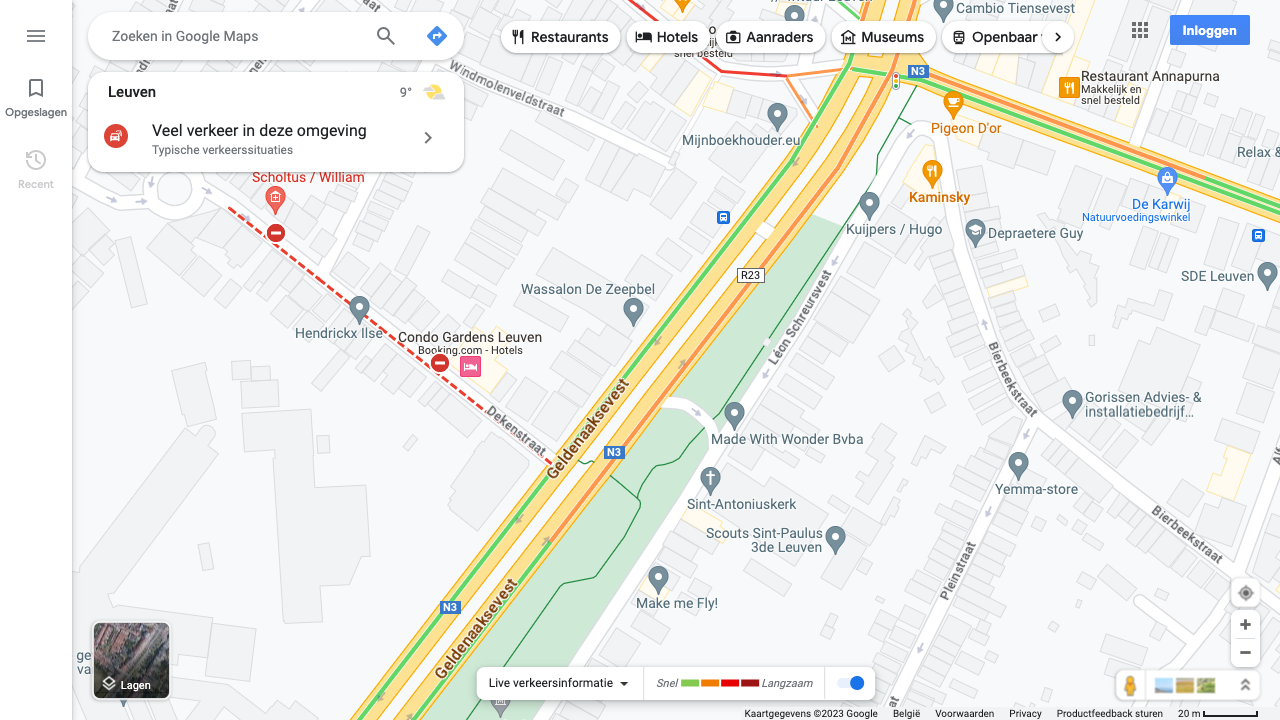 Zoeken in Google Maps
Restaurants
Hotels
Aanraders
Museums
Openbaar
Inloggen
Opgeslagen
Recent
Leuven
9°
Veel verkeer in deze omgeving
Typische verkeerssituaties
Cambio Tiensevest
snel besteld
N3
Restaurant Annapurna
Makkelijk en
snel besteld
Windmolenveldstraat
Mijnboekhouder.eu
Pigeon D'or
Relax &
Scholtus / William
Kaminsky
De Karwij
Natuurvoedingswinkel
Kuijpers / Hugo
Depraetere Guy
R23
SDE Leuven
Wassalon De Zeepbel
Léon Schreursvest
Hendrickx Ilse
Condo Gardens Leuven
Booking.com - Hotels
Bierbeekstraat
Gorissen Advies- &
installatiebedrijf...
Dekenstraat
Geldenaaksevest
N3
Made With Wonder Bvba
Yemma-store
Sint-Antoniuskerk
Scouts Sint-Paulus
3de Leuven
Bierbeekstraat
Pleinstraat
Make me Fly!
N3
Geldenaaksevest
Lagen
Live verkeersinformatie
Snel
Langzaam
Kaartgegevens ©2023 Google
België
Voorwaarden
Privacy
Productfeedback sturen
20 m